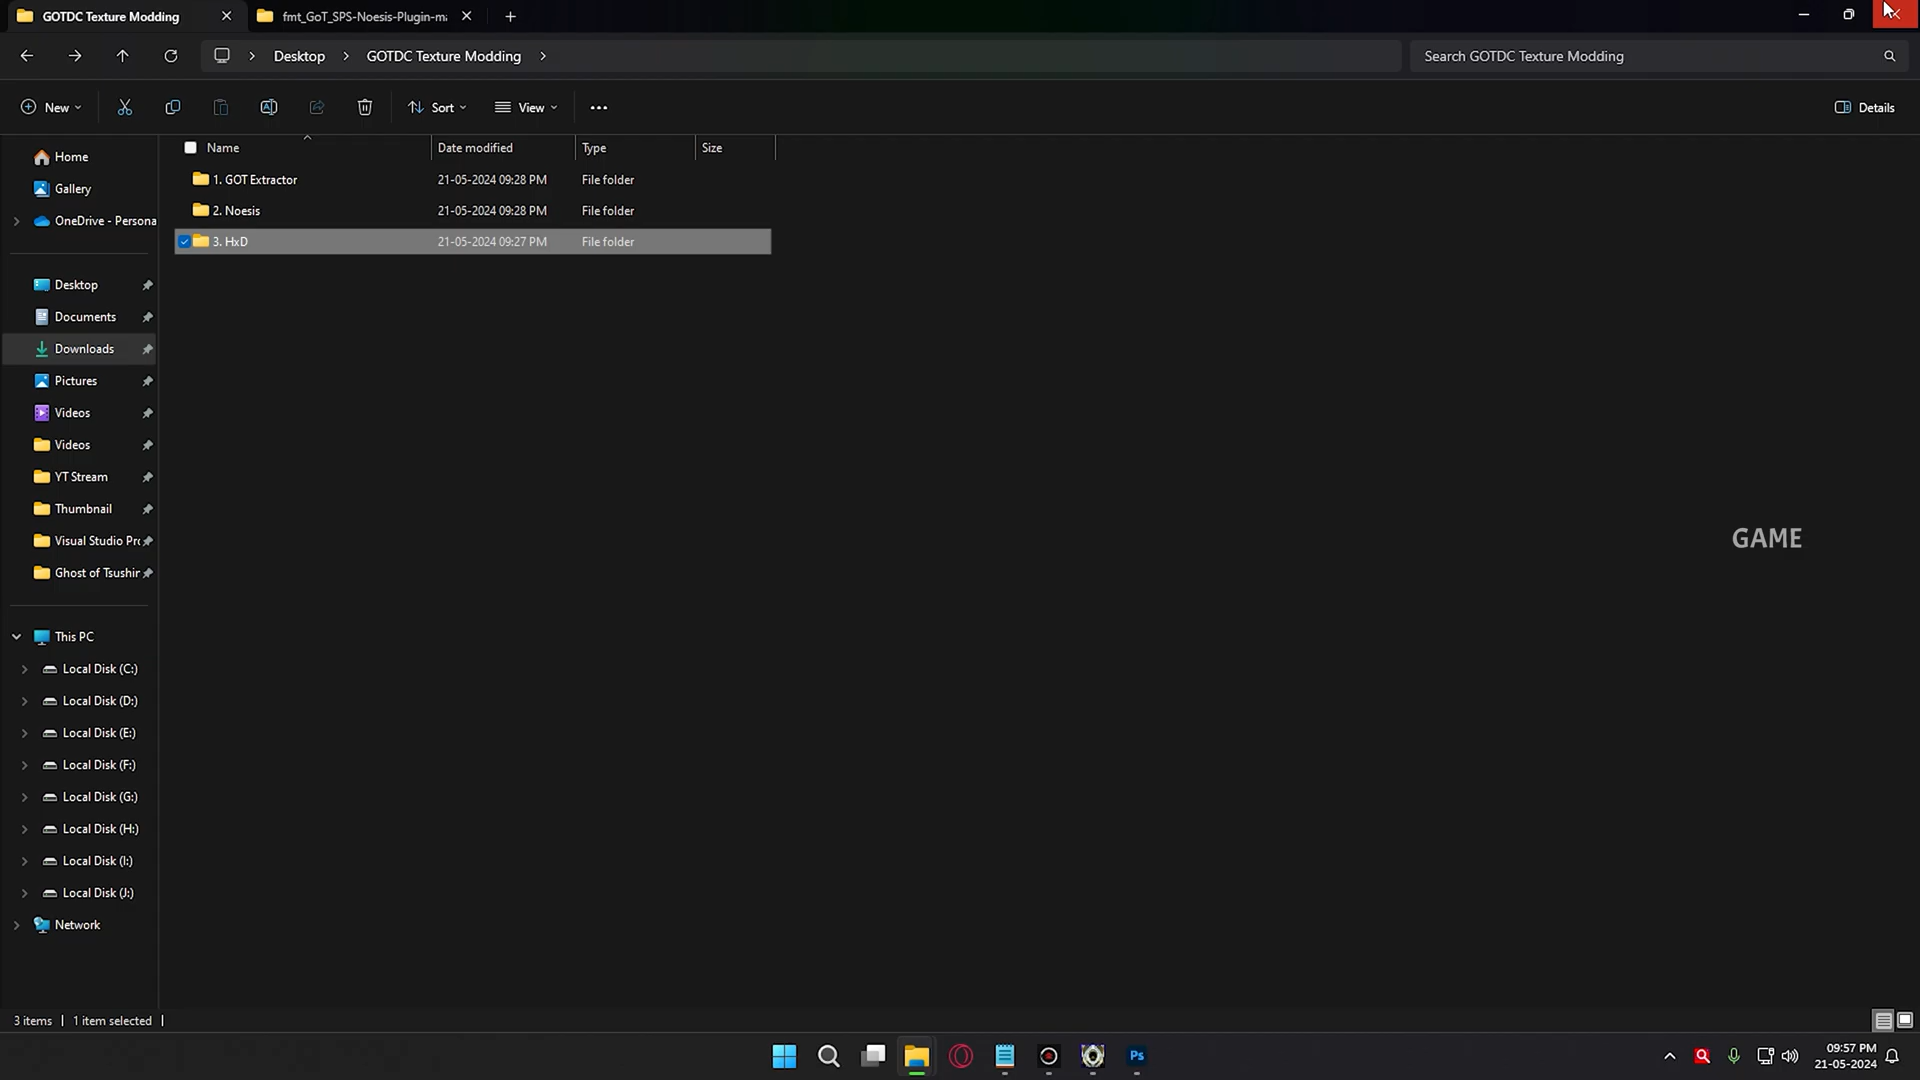 GOTDC Texture Modding
fmt_GoT_SPS-Noesis-Plugin-ma
Desktop
GOTDC Texture Modding
Search GOTDC Texture Modding
New
Sort
View
Details
Name
Date modified
Type
Size
1. GOT Extractor
21-05-2024 09:28 PM
File folder
2. Noesis
21-05-2024 09:28 PM
File folder
3. HxD
21-05-2024 09:27 PM
File folder
Home
Gallery
OneDrive - Persona
Desktop
Documents
Downloads
Pictures
Videos
Videos
YT Stream
Thumbnail
Visual Studio Pro
Ghost of Tsushir
This PC
Local Disk (C:)
Local Disk (D:)
Local Disk (E:)
Local Disk (F:)
Local Disk (G:)
Local Disk (H:)
Local Disk (I:)
Local Disk (J:)
Network
GAME
3 items
1 item selected
Ps
09:57 PM
21-05-2024